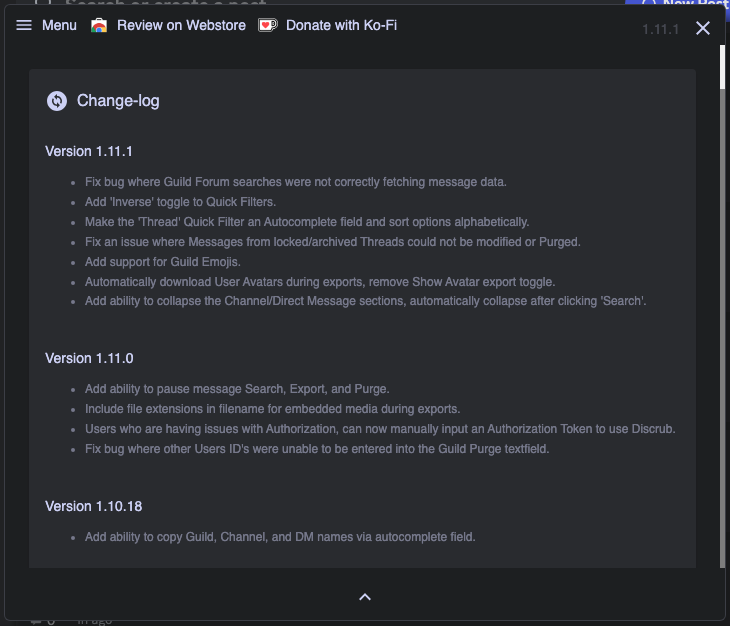 Search or create a post
New Post
Menu Review on Webstore Donate with Ko-Fi
1.11.1
Change-log
Version 1.11.1
Fix bug where Guild Forum searches were not correctly fetching message data.
Add 'Inverse' toggle to Quick Filters.
Make the 'Thread' Quick Filter an Autocomplete field and sort options alphabetically.
Fix an issue where Messages from locked/archived Threads could not be modified or Purged.
Add support for Guild Emojis.
Automatically download User Avatars during exports, remove Show Avatar export toggle.
Add ability to collapse the Channel/Direct Message sections, automatically collapse after clicking 'Search'.
Version 1.11.0
Add ability to pause message Search, Export, and Purge.
Include file extensions in filename for embedded media during exports.
Users who are having issues with Authorization, can now manually input an Authorization Token to use Discrub.
Fix bug where other Users ID's were unable to be entered into the Guild Purge textfield.
Version 1.10.18
Add ability to copy Guild, Channel, and DM names via autocomplete field.